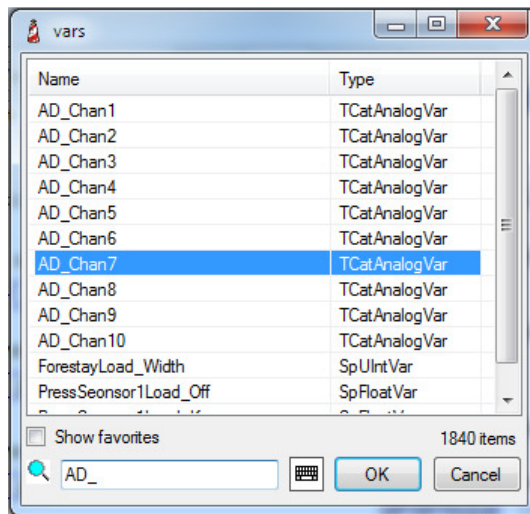 vars
Name Type
AD_Chan1 TCatAnalogVar
AD_Chan2 TCatAnalogVar
AD_Chan3 TCatAnalogVar
AD_Chan4 TCatAnalogVar
AD_Chan5 TCatAnalogVar
AD_Chan6 TCatAnalogVar
AD_Chan7 TCatAnalogVar
AD_Chan8 TCatAnalogVar
AD_Chan9 TCatAnalogVar
AD_Chan10 TCatAnalogVar
ForestayLoad_Width SpUIntVar
PressSeonsor1Load_Off SpFloatVar
Show favorites 1840 items
AD_ OK Cancel